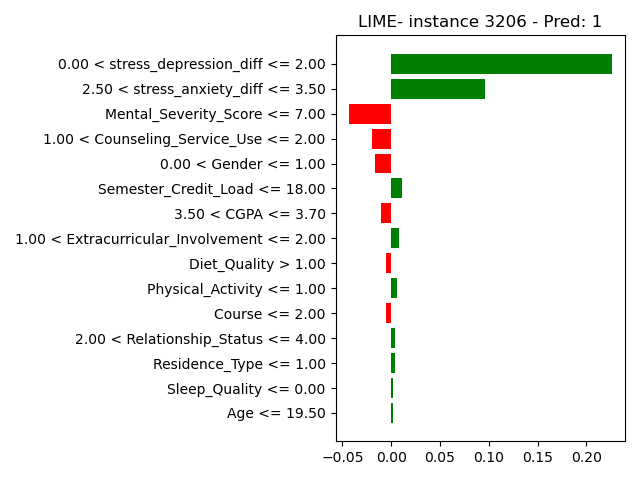 LIME- instance 3206 - Pred: 1
0.00 < stress_depression_diff <= 2.00
2.50 < stress_anxiety_diff <= 3.50
Mental_Severity_Score <= 7.00
1.00 < Counseling_Service_Use <= 2.00
0.00 < Gender <= 1.00
Semester_Credit_Load <= 18.00
3.50 < CGPA <= 3.70
1.00 < Extracurricular_Involvement <= 2.00
Diet_Quality > 1.00
Physical_Activity <= 1.00
Course <= 2.00
2.00 < Relationship_Status <= 4.00
Residence_Type <= 1.00
Sleep_Quality <= 0.00
Age <= 19.50
−0.05 0.00 0.05 0.10 0.15 0.20